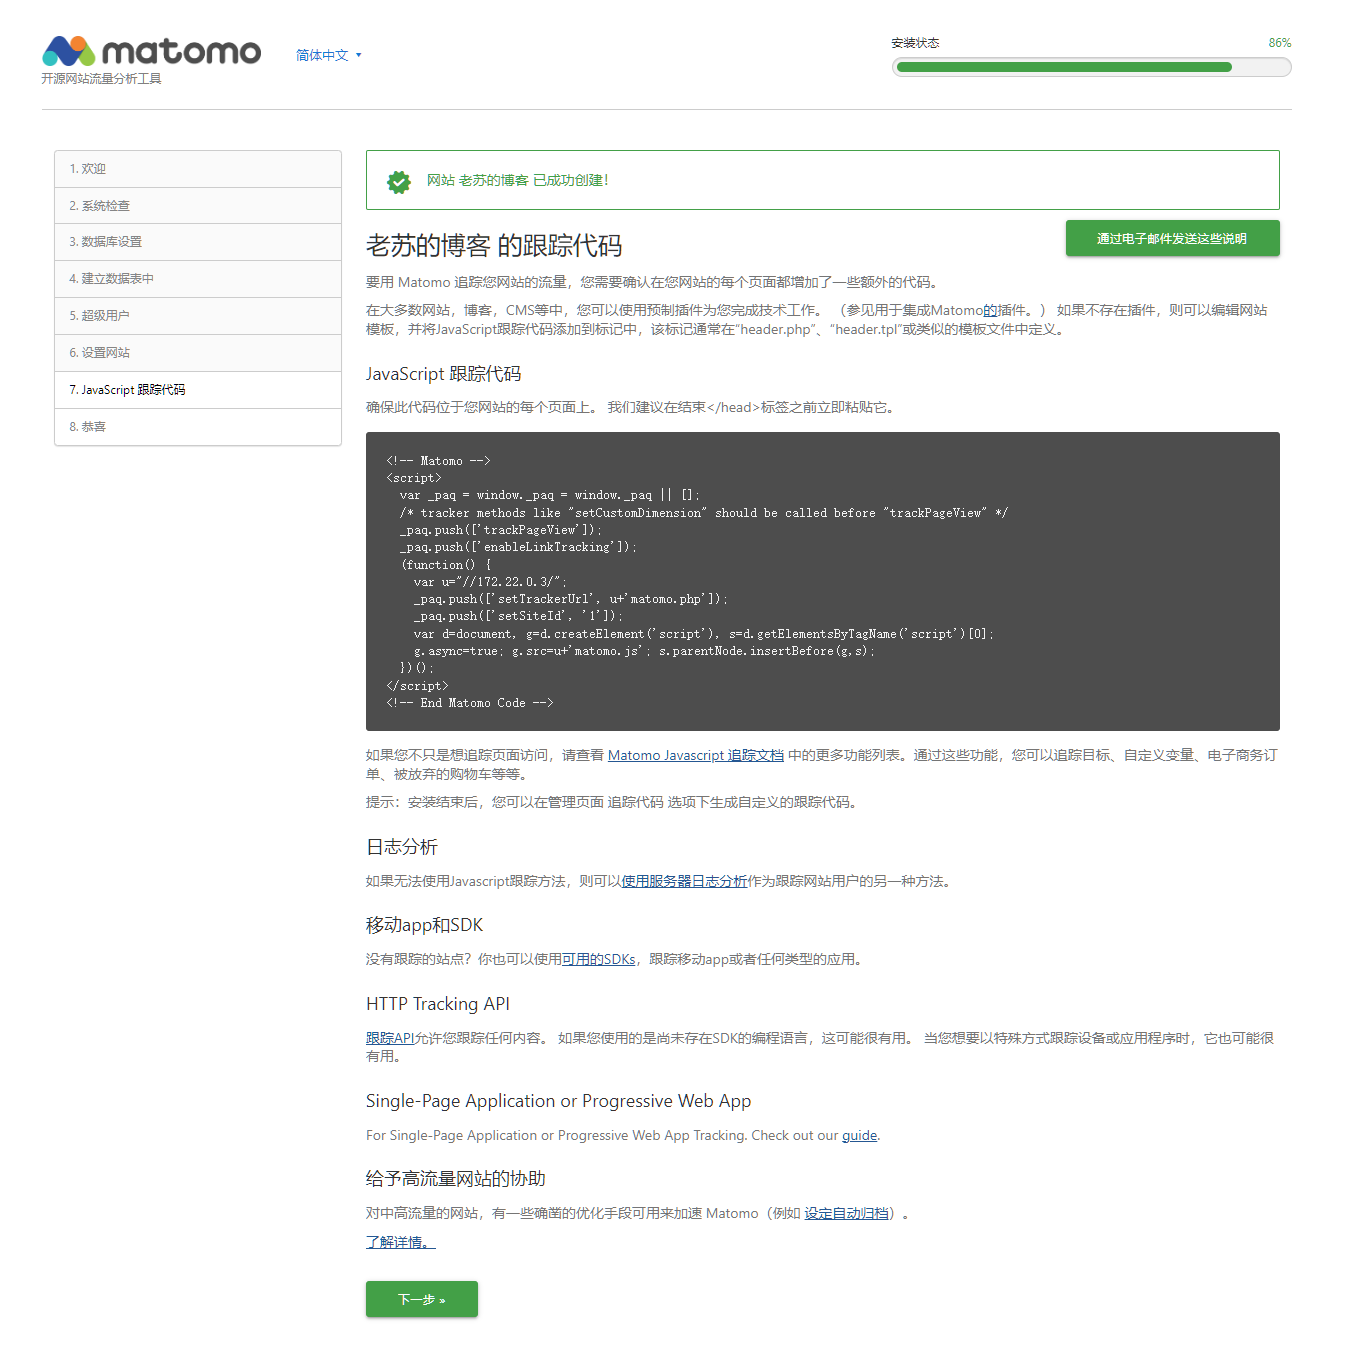 matomo
简体中文
安装状态
86%
开源网站流量分析工具
1. 欢迎
2. 系统检查
3. 数据库设置
4. 建立数据表中
5. 超级用户
6. 设置网站
7. JavaScript 跟踪代码
8. 恭喜
网站 老苏的博客 已成功创建！
老苏的博客 的跟踪代码
通过电子邮件发送这些说明
要用 Matomo 追踪您网站的流量，您需要确认在您网站的每个页面都增加了一些额外的代码。
在大多数网站，博客，CMS等中，您可以使用预制插件为您完成技术工作。 （参见用于集成Matomo的插件。） 如果不存在插件，则可以编辑网站
模板，并将JavaScript跟踪代码添加到标记中，该标记通常在“header.php”、“header.tpl”或类似的模板文件中定义。
JavaScript 跟踪代码
确保此代码位于您网站的每个页面上。 我们建议在结束</head>标签之前立即粘贴它。
<!-- Matomo -->
<script>
  var _paq = window._paq = window._paq || [];
  /* tracker methods like "setCustomDimension" should be called before "trackPageView" */
  _paq.push(['trackPageView']);
  _paq.push(['enableLinkTracking']);
  (function() {
    var u="//172.22.0.3/";
    _paq.push(['setTrackerUrl', u+'matomo.php']);
    _paq.push(['setSiteId', '1']);
    var d=document, g=d.createElement('script'), s=d.getElementsByTagName('script')[0];
    g.async=true; g.src=u+'matomo.js'; s.parentNode.insertBefore(g,s);
  })();
</script>
<!-- End Matomo Code -->
如果您不只是想追踪页面访问，请查看 Matomo Javascript 追踪文档 中的更多功能列表。通过这些功能，您可以追踪目标、自定义变量、电子商务订
单、被放弃的购物车等等。
提示：安装结束后，您可以在管理页面 追踪代码 选项下生成自定义的跟踪代码。
日志分析
如果无法使用Javascript跟踪方法，则可以使用服务器日志分析作为跟踪网站用户的另一种方法。
移动app和SDK
没有跟踪的站点？你也可以使用可用的SDKs，跟踪移动app或者任何类型的应用。
HTTP Tracking API
跟踪API允许您跟踪任何内容。 如果您使用的是尚未存在SDK的编程语言，这可能很有用。 当您想要以特殊方式跟踪设备或应用程序时，它也可能很
有用。
Single-Page Application or Progressive Web App
For Single-Page Application or Progressive Web App Tracking. Check out our guide.
给予高流量网站的协助
对中高流量的网站，有一些确凿的优化手段可用来加速 Matomo（例如 设定自动归档）。
了解详情。
下一步 »